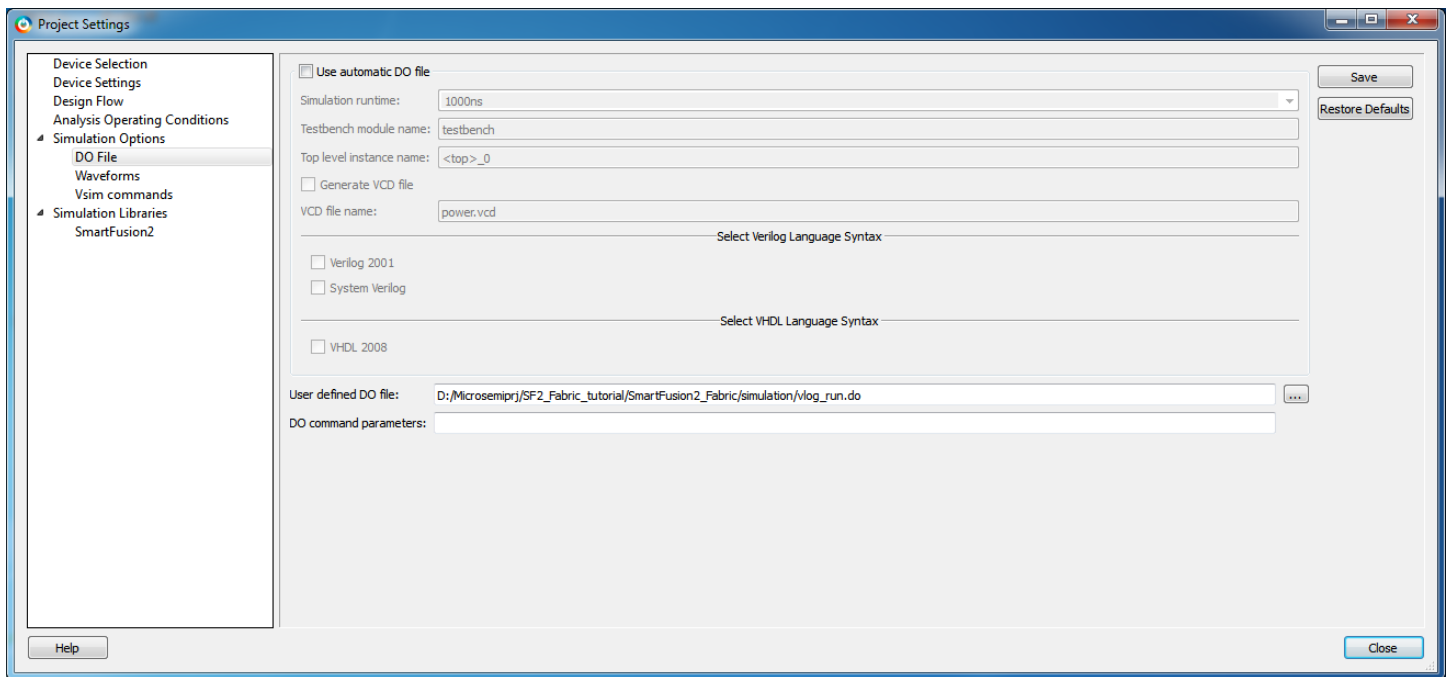 Project Settings
Device Selection
Device Settings
Design Flow
Analysis Operating Conditions
Simulation Options
DO File
Waveforms
Vsim commands
Simulation Libraries
SmartFusion2
Use automatic DO file
Simulation runtime: 1000ns
Testbench module name: testbench
Top level instance name: <top>_0
Generate VCD file
VCD file name: power.vcd
Select Verilog Language Syntax
Verilog 2001
System Verilog
Select VHDL Language Syntax
VHDL 2008
User defined DO file: D:/Microsemiprj/SF2_Fabric_tutorial/SmartFusion2_Fabric/simulation/vlog_run.do ...
DO command parameters:
Save
Restore Defaults
Help
Close